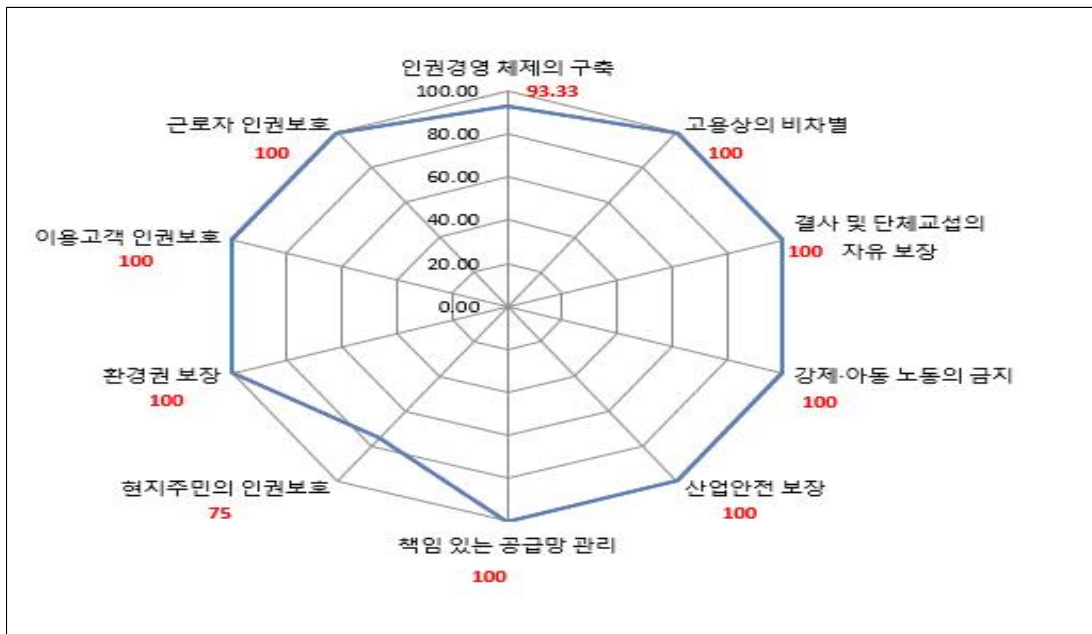 인권경영 체제의 구축
93.33
고용상의 비차별
100
결사 및 단체교섭의
100 자유 보장
강제·아동 노동의 금지
100
산업안전 보장
100
책임 있는 공급망 관리
100
현지주민의 인권보호
75
환경권 보장
100
이용고객 인권보호
100
근로자 인권보호
100
100.00
80.00
60.00
40.00
20.00
0.00